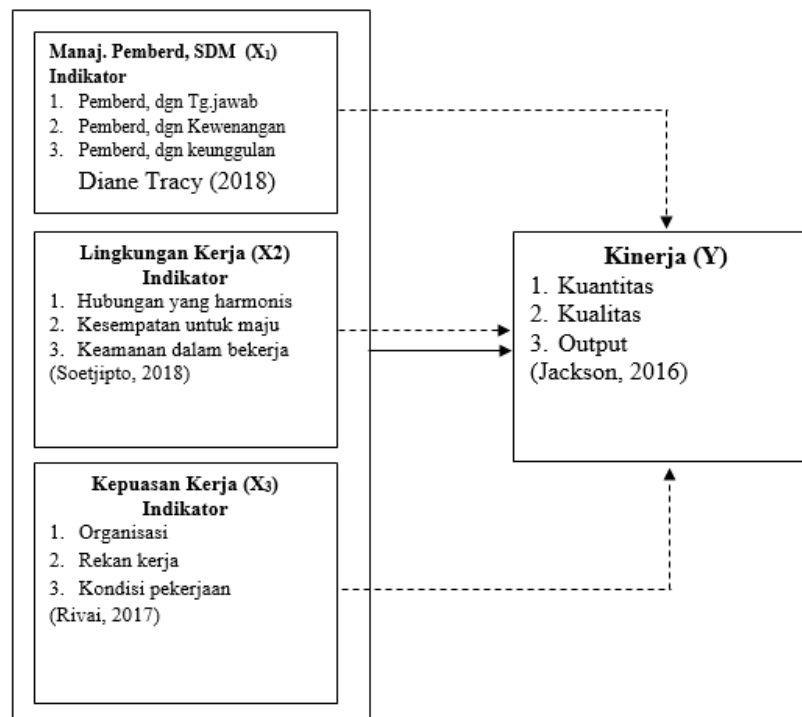 Manaj. Pemberd, SDM (X₁)
Indikator
1. Pemberd, dgn Tg.jawab
2. Pemberd, dgn Kewenangan
3. Pemberd, dgn keunggulan
Diane Tracy (2018)
Lingkungan Kerja (X2)
Indikator
1. Hubungan yang harmonis
2. Kesempatan untuk maju
3. Keamanan dalam bekerja
(Soetjipto, 2018)
Kepuasan Kerja (X₃)
Indikator
1. Organisasi
2. Rekan kerja
3. Kondisi pekerjaan
(Rivai, 2017)
Kinerja (Y)
1. Kuantitas
2. Kualitas
3. Output
(Jackson, 2016)